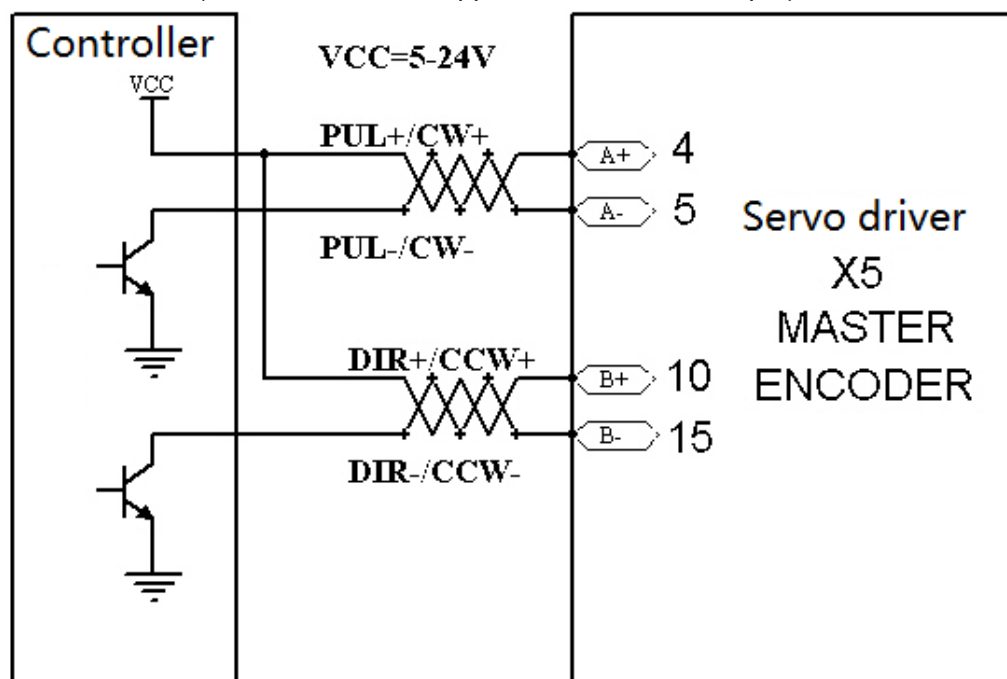 Controller
VCC
VCC=5-24V
PUL+/CW+
A+ 4
A- 5
PUL-/CW-
Servo driver
X5
MASTER
ENCODER
DIR+/CCW+
B+ 10
B- 15
DIR-/CCW-